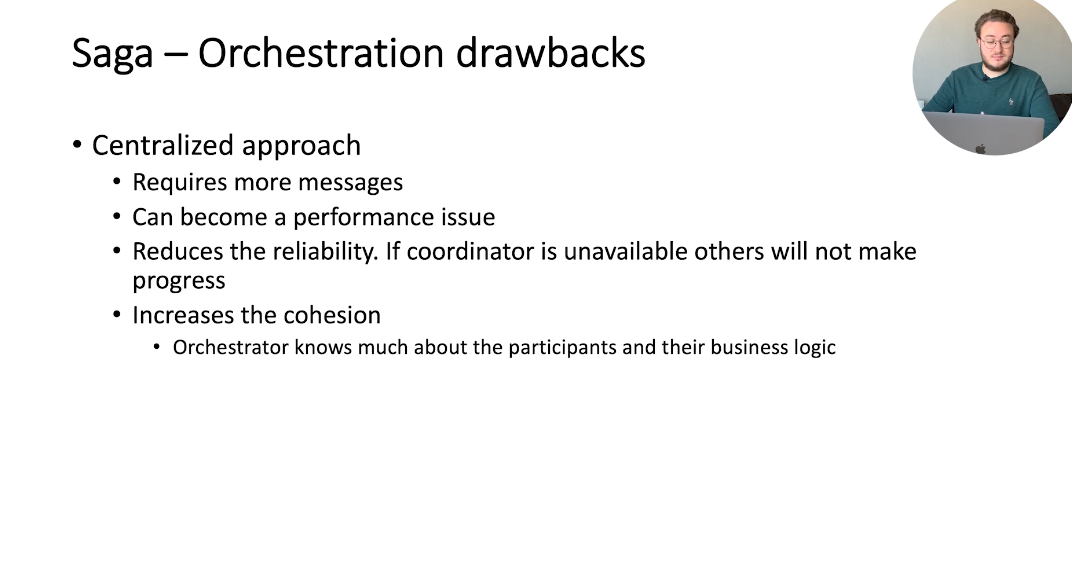 Saga – Orchestration drawbacks
• Centralized approach
• Requires more messages
• Can become a performance issue
• Reduces the reliability. If coordinator is unavailable others will not make
progress
• Increases the cohesion
• Orchestrator knows much about the participants and their business logic